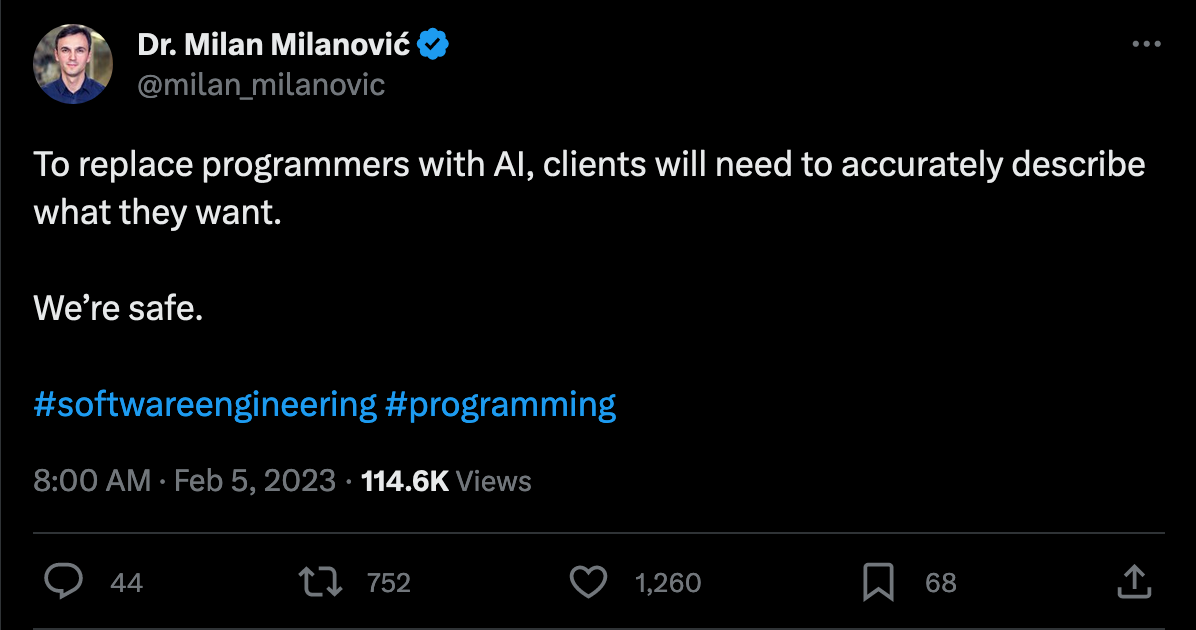 Dr. Milan Milanović
@milan_milanovic
To replace programmers with AI, clients will need to accurately describe
what they want.
We’re safe.
#softwareengineering #programming
8:00 AM · Feb 5, 2023 · 114.6K Views
44 752 1,260 68